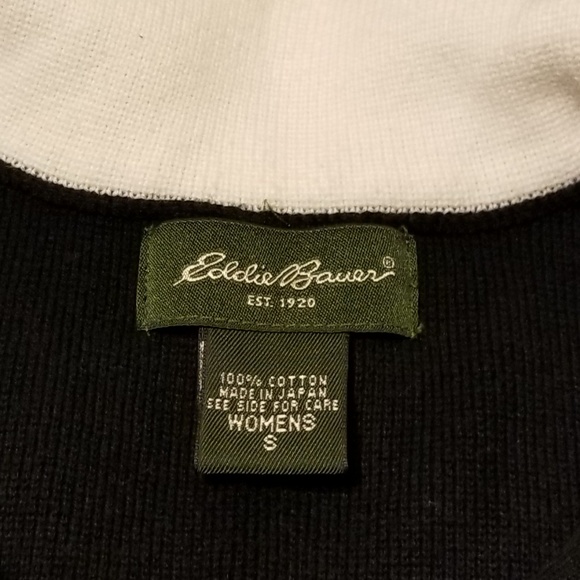 Eddie Bauer®
EST. 1920
100% COTTON
MADE IN JAPAN
SEE SIDE FOR CARE
WOMENS
S